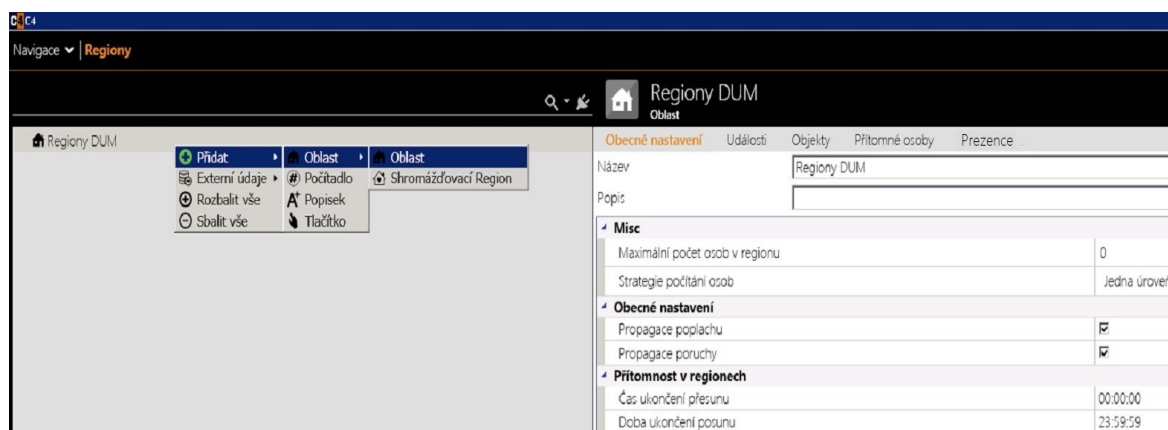 C4 C4
Navigace | Regiony
Regiony DUM
Přidat
Externí údaje
Rozbalit vše
Sbalit vše
Oblast
Počítadlo
Popisek
Tlačítko
Oblast
Shromážďovací Region
Regiony DUM
Oblast
Obecné nastavení Události Objekty Přítomné osoby Prezence
Název Regiony DUM
Popis
Misc
Maximální počet osob v regionu 0
Strategie počítání osob Jedna úroveň
Obecné nastavení
Propagace poplachu
Propagace poruchy
Přítomnost v regionech
Čas ukončení přesunu 00:00:00
Doba ukončení posunu 23:59:59